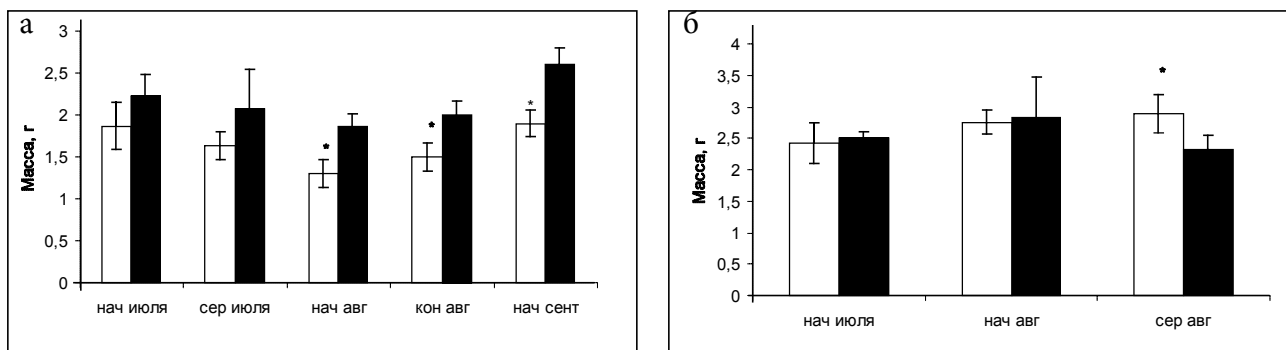 а
Масса, г
3
2,5
2
1,5
1
0,5
0
* * *
нач июля сер июля нач авг кон авг нач сент
б
Масса, г
4
3,5
3
2,5
2
1,5
1
0,5
0
*
нач июля нач авг сер авг